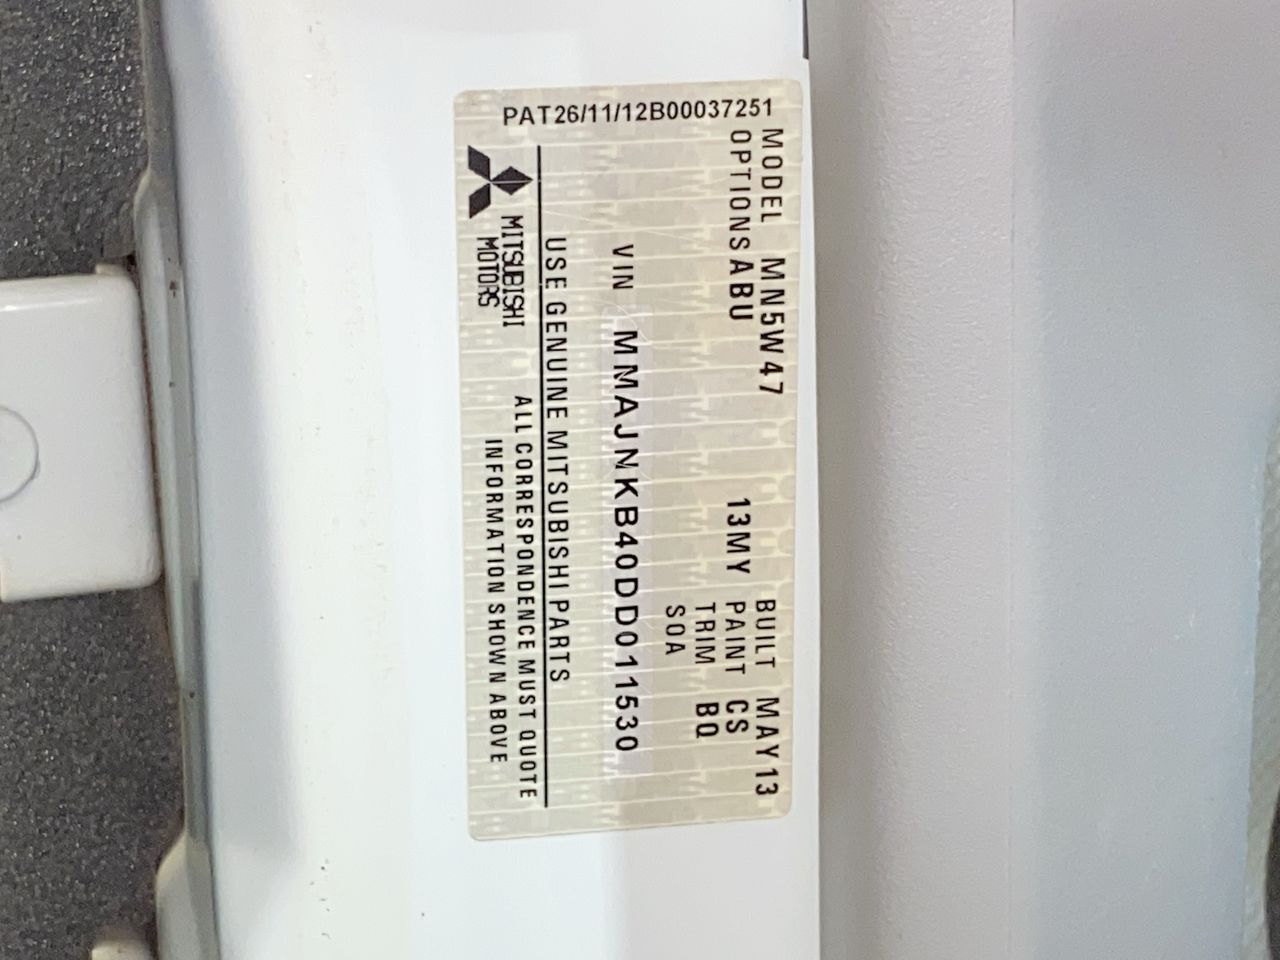 PAT26/11/12B00037251
MODEL MN5W47 BUILT MAY13
OPTIONS ABU 13MY PAINT CS
TRIM BQ
SOA
VIN MMAJNKB40DD011530
USE GENUINE MITSUBISHI PARTS
MITSUBISHI
MOTORS
ALL CORRESPONDENCE MUST QUOTE
INFORMATION SHOWN ABOVE